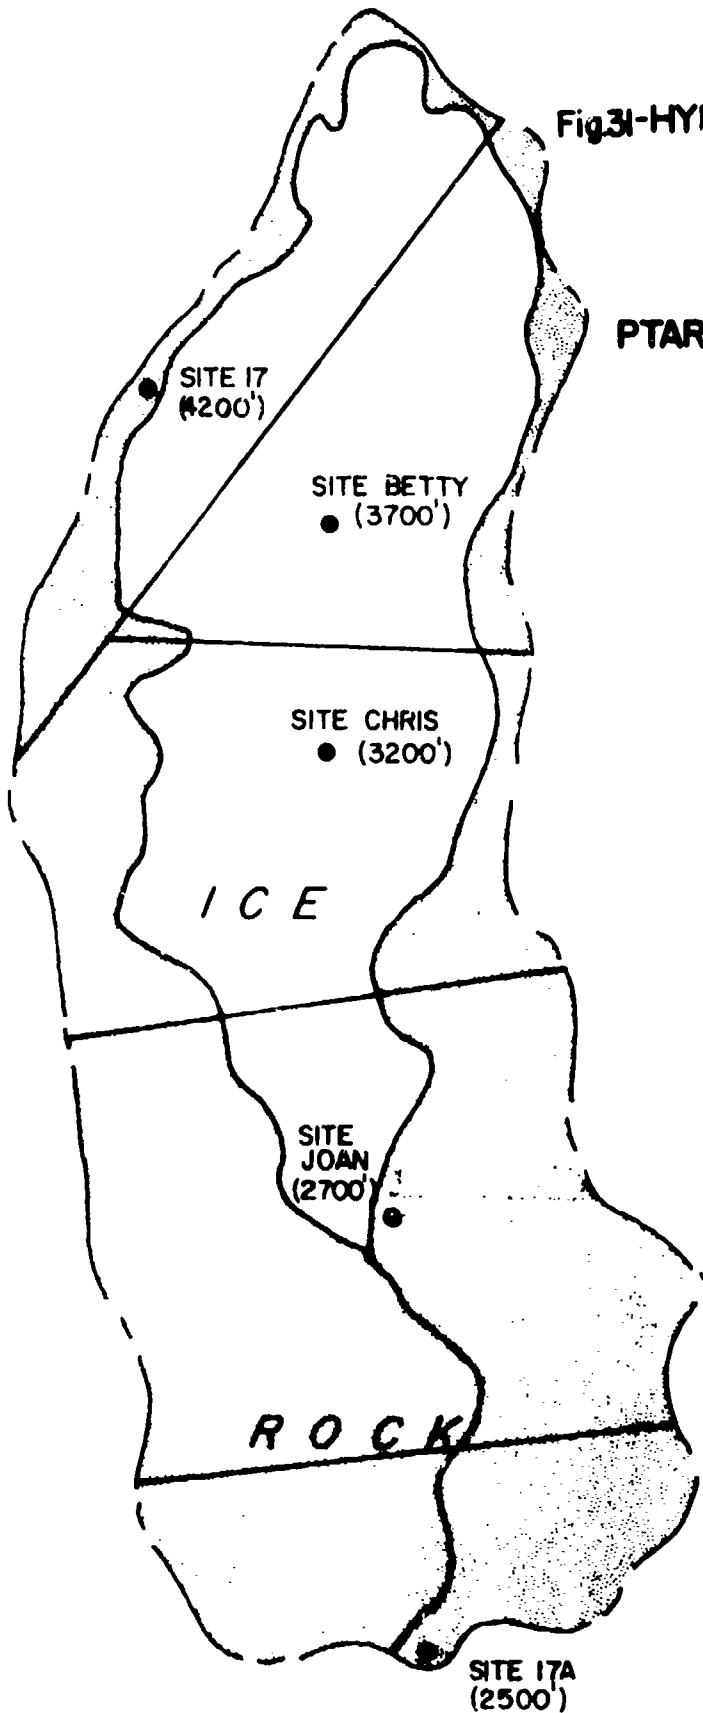 Fig.31-HY
PTAR
SITE 17
(4200')
SITE BETTY
(3700')
SITE CHRIS
(3200')
ICE
SITE
JOAN
(2700')
ROCK
SITE 17A
(2500')